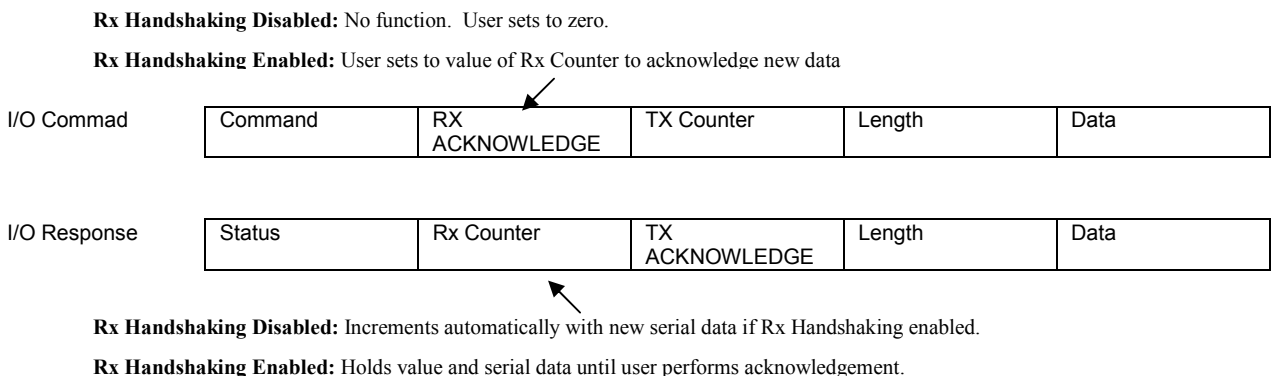 Rx Handshaking Disabled: No function. User sets to zero.
Rx Handshaking Enabled: User sets to value of Rx Counter to acknowledge new data
I/O Commad Command RX ACKNOWLEDGE TX Counter Length Data
I/O Response Status Rx Counter TX ACKNOWLEDGE Length Data
Rx Handshaking Disabled: Increments automatically with new serial data if Rx Handshaking enabled.
Rx Handshaking Enabled: Holds value and serial data until user performs acknowledgement.